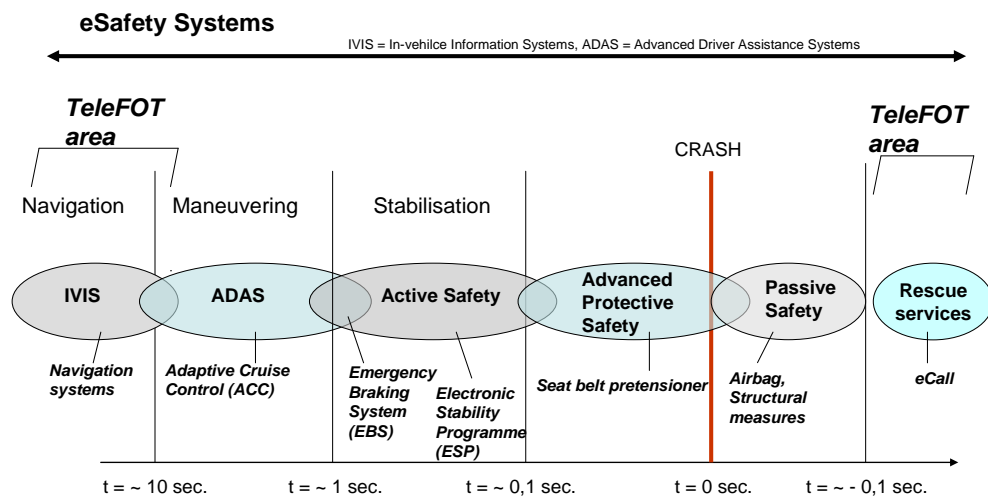 eSafety Systems
IVIS = In-vehilce Information Systems, ADAS = Advanced Driver Assistance Systems
TeleFOT
area
TeleFOT
area
CRASH
Navigation
Maneuvering
Stabilisation
IVIS
ADAS
Active Safety
Advanced
Protective
Safety
Passive
Safety
Rescue
services
Navigation
systems
Adaptive Cruise
Control (ACC)
Emergency
Braking
System
(EBS)
Electronic
Stability
Programme
(ESP)
Seat belt pretensioner
Airbag,
Structural
measures
eCall
t = ~ 10 sec.
t = ~ 1 sec.
t = ~ 0,1 sec.
t = 0 sec.
t = ~ - 0,1 sec.